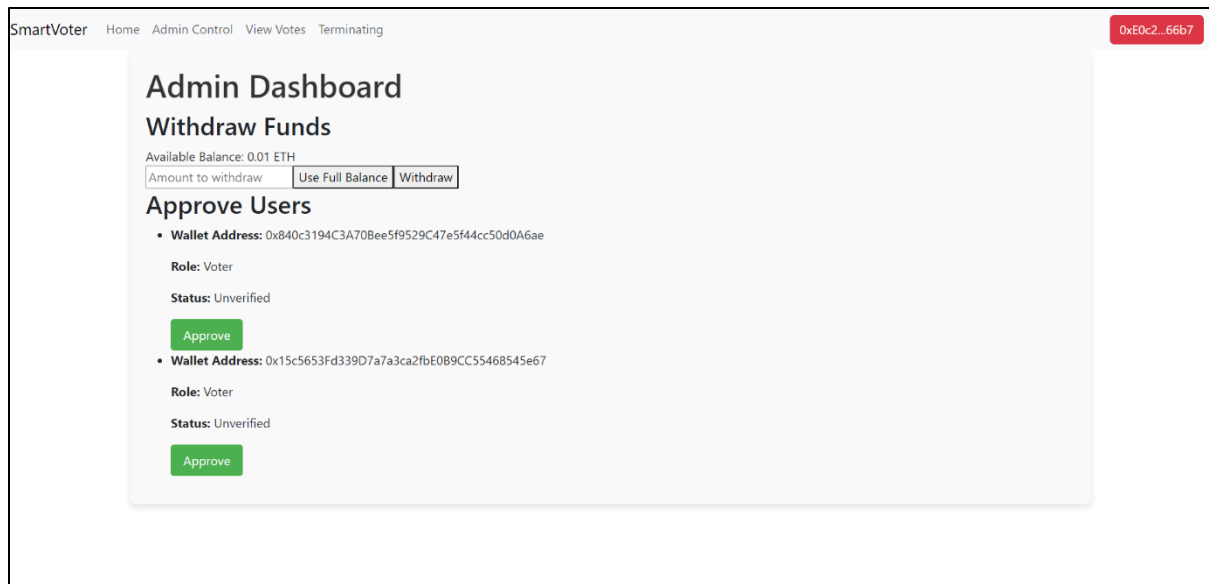 SmartVoter Home Admin Control View Votes Terminating 0xE0c2...66b7
Admin Dashboard
Withdraw Funds
Available Balance: 0.01 ETH
Amount to withdraw Use Full Balance Withdraw
Approve Users
• Wallet Address: 0x840c3194C3A70Bee5f9529C47e5f44cc50d0A6ae
Role: Voter
Status: Unverified
Approve
• Wallet Address: 0x15c5653Fd339D7a7a3ca2fbE0B9CC55468545e67
Role: Voter
Status: Unverified
Approve